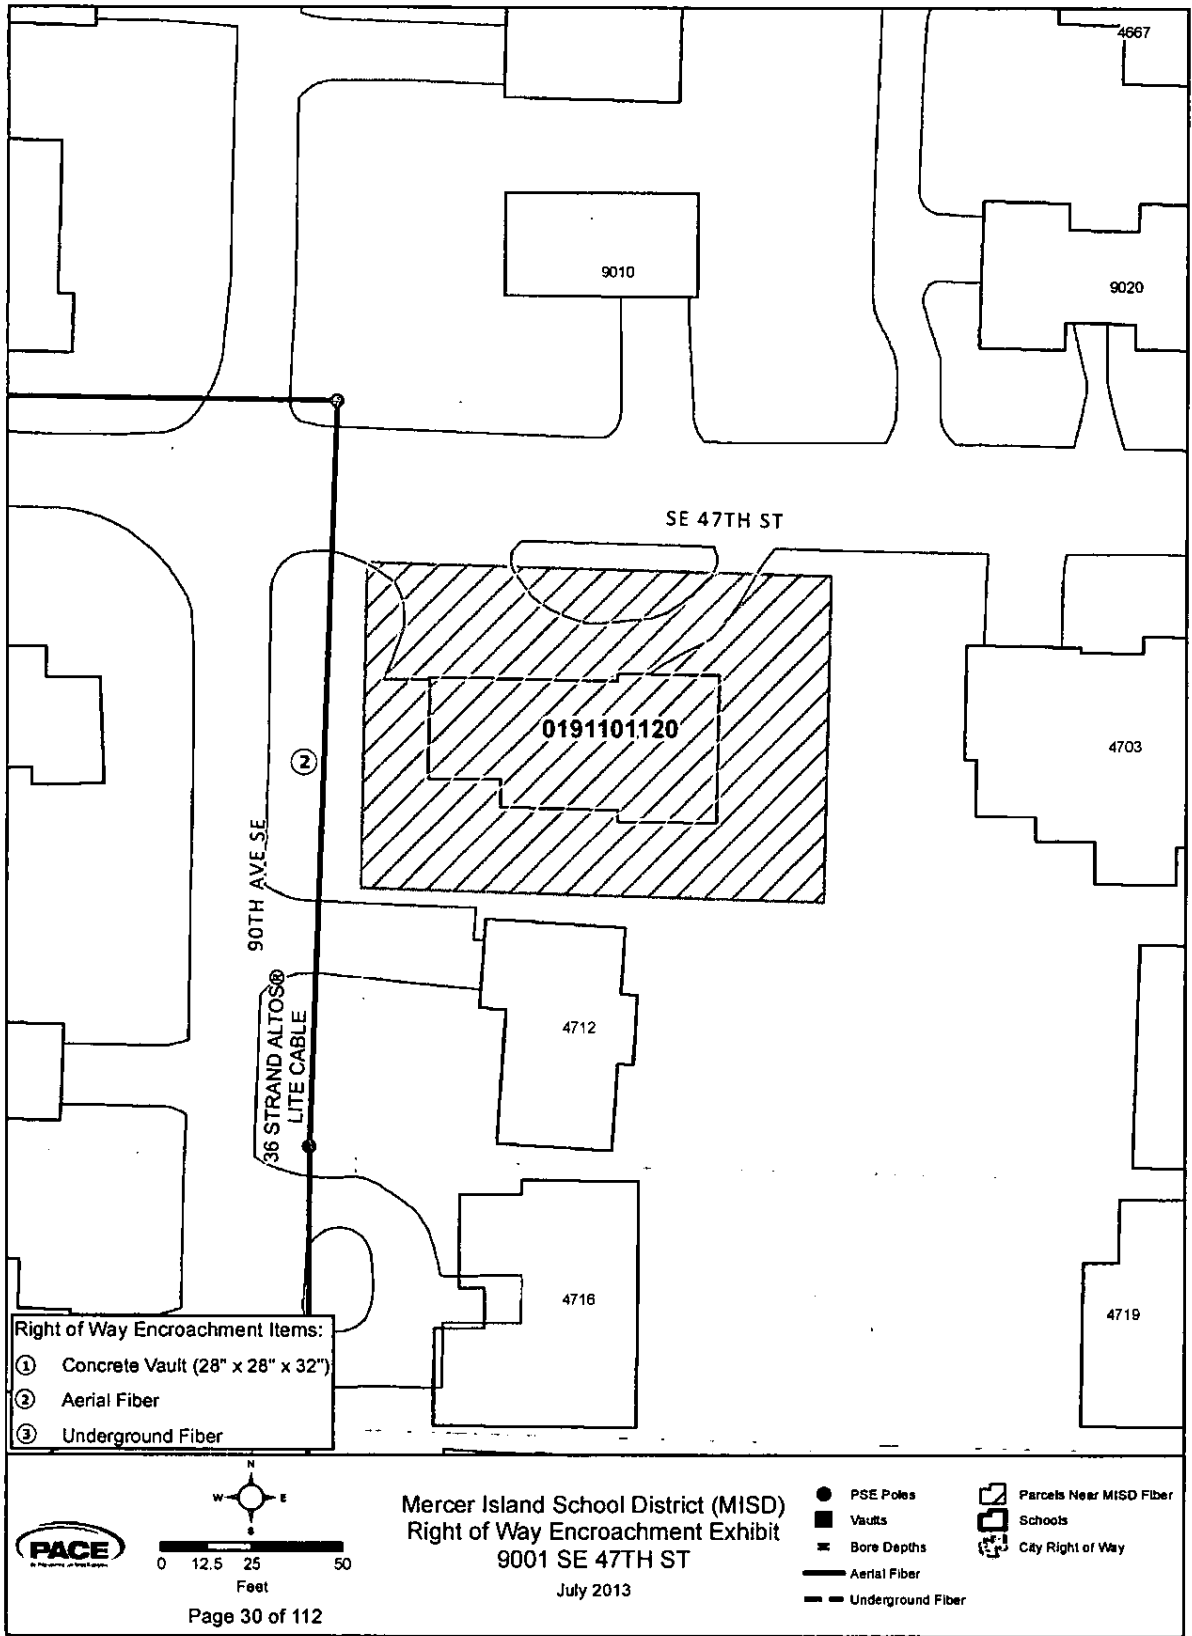 4667
9010
9020
SE 47TH ST
0191101120
4703
②
90TH AVE SE
36 STRAND ALTOS®
LITE CABLE
4712
4716
4719
Right of Way Encroachment Items:
① Concrete Vault (28" x 28" x 32")
② Aerial Fiber
③ Underground Fiber
PACE
N
W E
S
0 12.5 25 50
Feet
Page 30 of 112
Mercer Island School District (MISD)
Right of Way Encroachment Exhibit
9001 SE 47TH ST
July 2013
PSE Poles
Vaults
Bore Depths
Aerial Fiber
Underground Fiber
Parcels Near MISD Fiber
Schools
City Right of Way